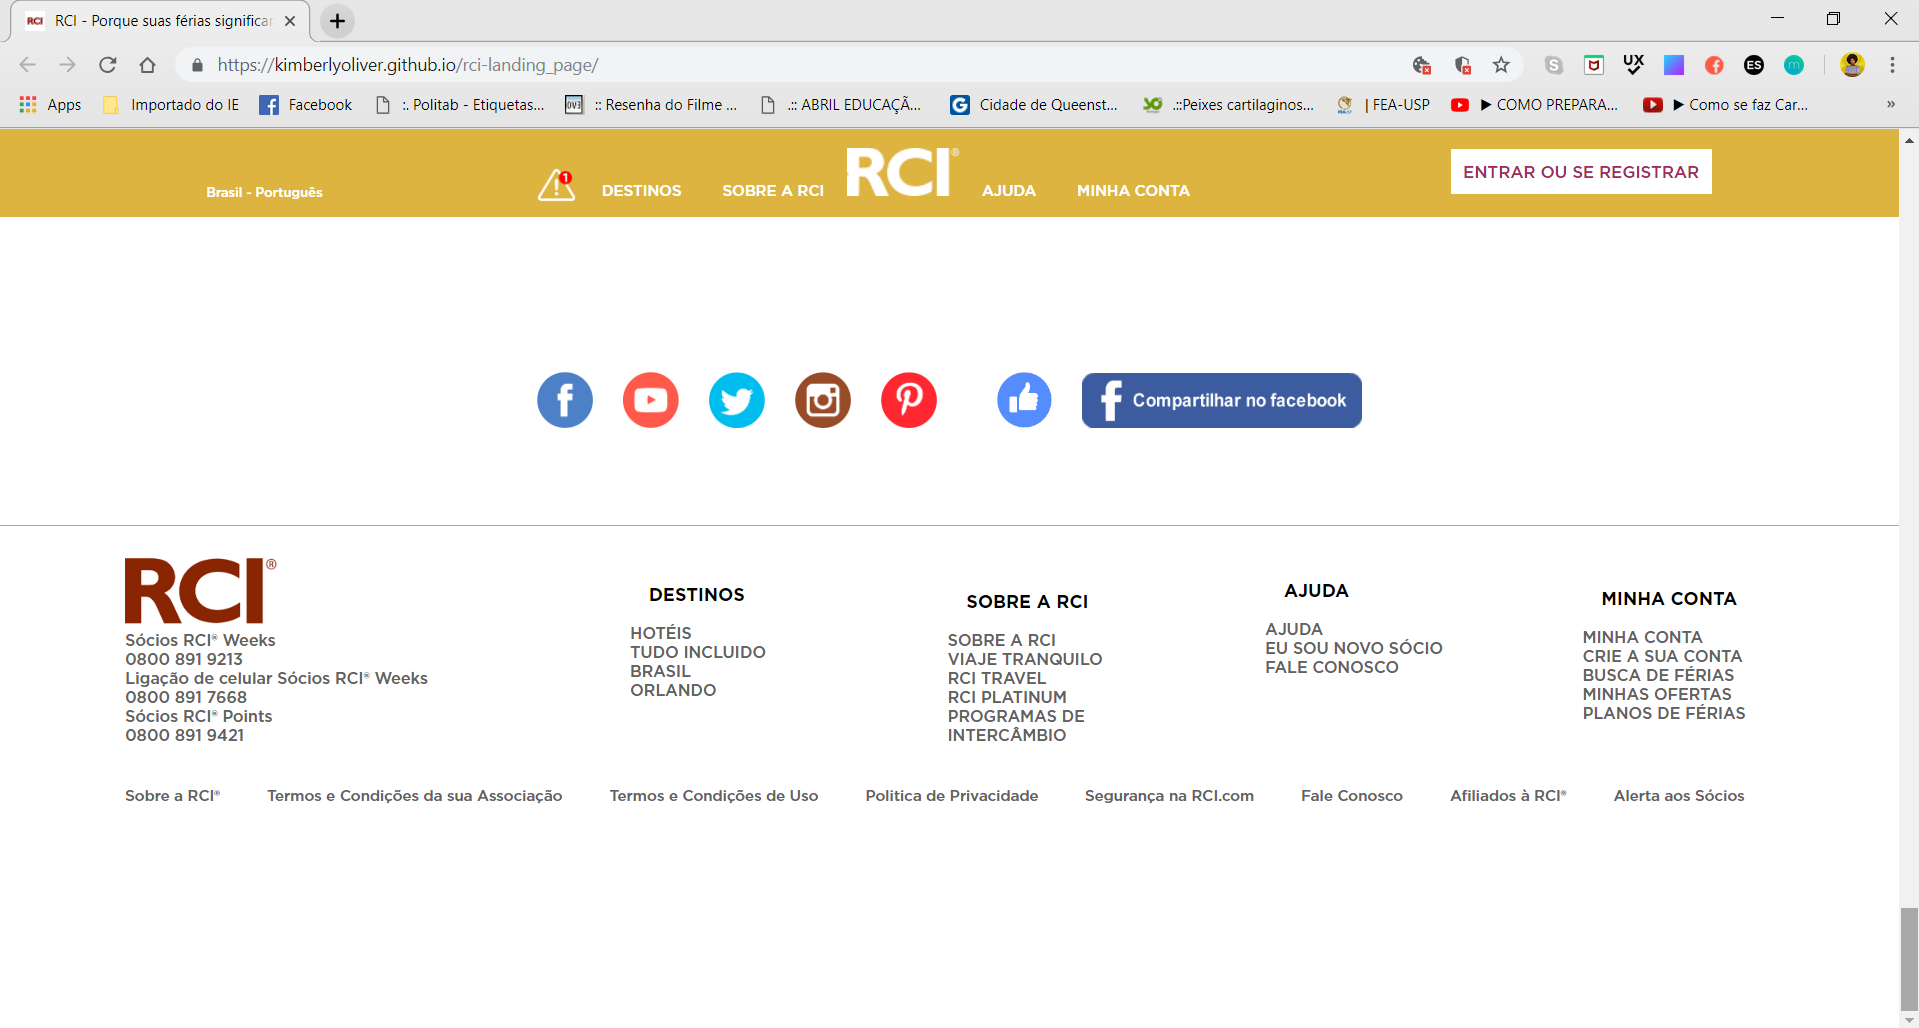 RCI RCI - Porque suas férias significar
https://kimberlyoliver.github.io/rci-landing_page/
S UX ES m
Apps Importado do IE Facebook :. Politab - Etiquetas... :: Resenha do Filme ... .:: ABRIL EDUCAÇÃ... G Cidade de Queenst... .::Peixes cartilaginos... | FEA-USP ▶ COMO PREPARA... ▶ Como se faz Car... »
Brasil - Português 1 DESTINOS SOBRE A RCI RCI® AJUDA MINHA CONTA ENTRAR OU SE REGISTRAR
Compartilhar no facebook
RCI®
Sócios RCI® Weeks
0800 891 9213
Ligação de celular Sócios RCI® Weeks
0800 891 7668
Sócios RCI® Points
0800 891 9421
DESTINOS
HOTÉIS
TUDO INCLUIDO
BRASIL
ORLANDO
SOBRE A RCI
SOBRE A RCI
VIAJE TRANQUILO
RCI TRAVEL
RCI PLATINUM
PROGRAMAS DE
INTERCÂMBIO
AJUDA
AJUDA
EU SOU NOVO SÓCIO
FALE CONOSCO
MINHA CONTA
MINHA CONTA
CRIE A SUA CONTA
BUSCA DE FÉRIAS
MINHAS OFERTAS
PLANOS DE FÉRIAS
Sobre a RCI® Termos e Condições da sua Associação Termos e Condições de Uso Politica de Privacidade Segurança na RCI.com Fale Conosco Afiliados à RCI® Alerta aos Sócios